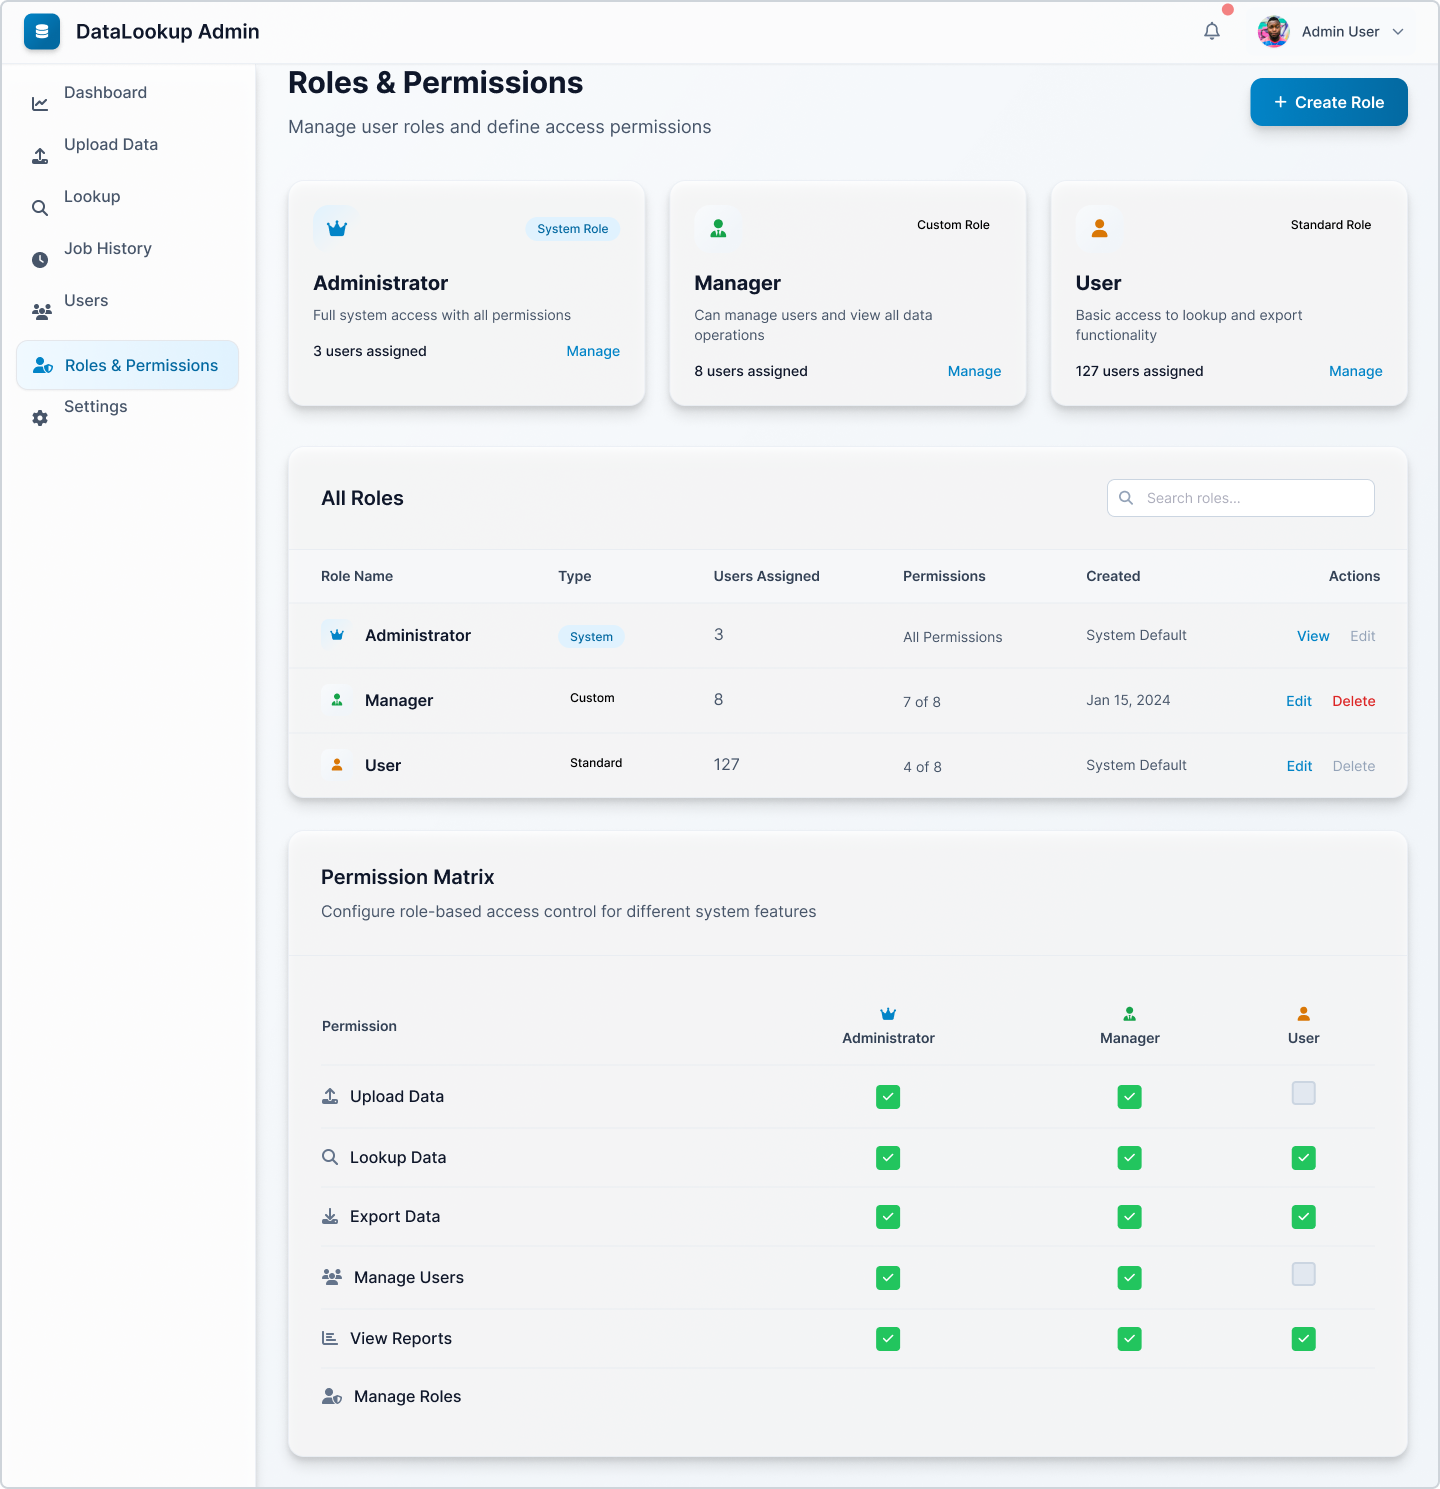 DataLookup Admin
Admin User
Dashboard
Upload Data
Lookup
Job History
Users
Roles & Permissions
Settings
Roles & Permissions
Manage user roles and define access permissions
+ Create Role
System Role
Administrator
Full system access with all permissions
3 users assigned
Manage
Custom Role
Manager
Can manage users and view all data
operations
8 users assigned
Manage
Standard Role
User
Basic access to lookup and export
functionality
127 users assigned
Manage
All Roles
Search roles...
Role Name Type Users Assigned Permissions Created Actions
Administrator System 3 All Permissions System Default View Edit
Manager Custom 8 7 of 8 Jan 15, 2024 Edit Delete
User Standard 127 4 of 8 System Default Edit Delete
Permission Matrix
Configure role-based access control for different system features
Permission Administrator Manager User
Upload Data
Lookup Data
Export Data
Manage Users
View Reports
Manage Roles